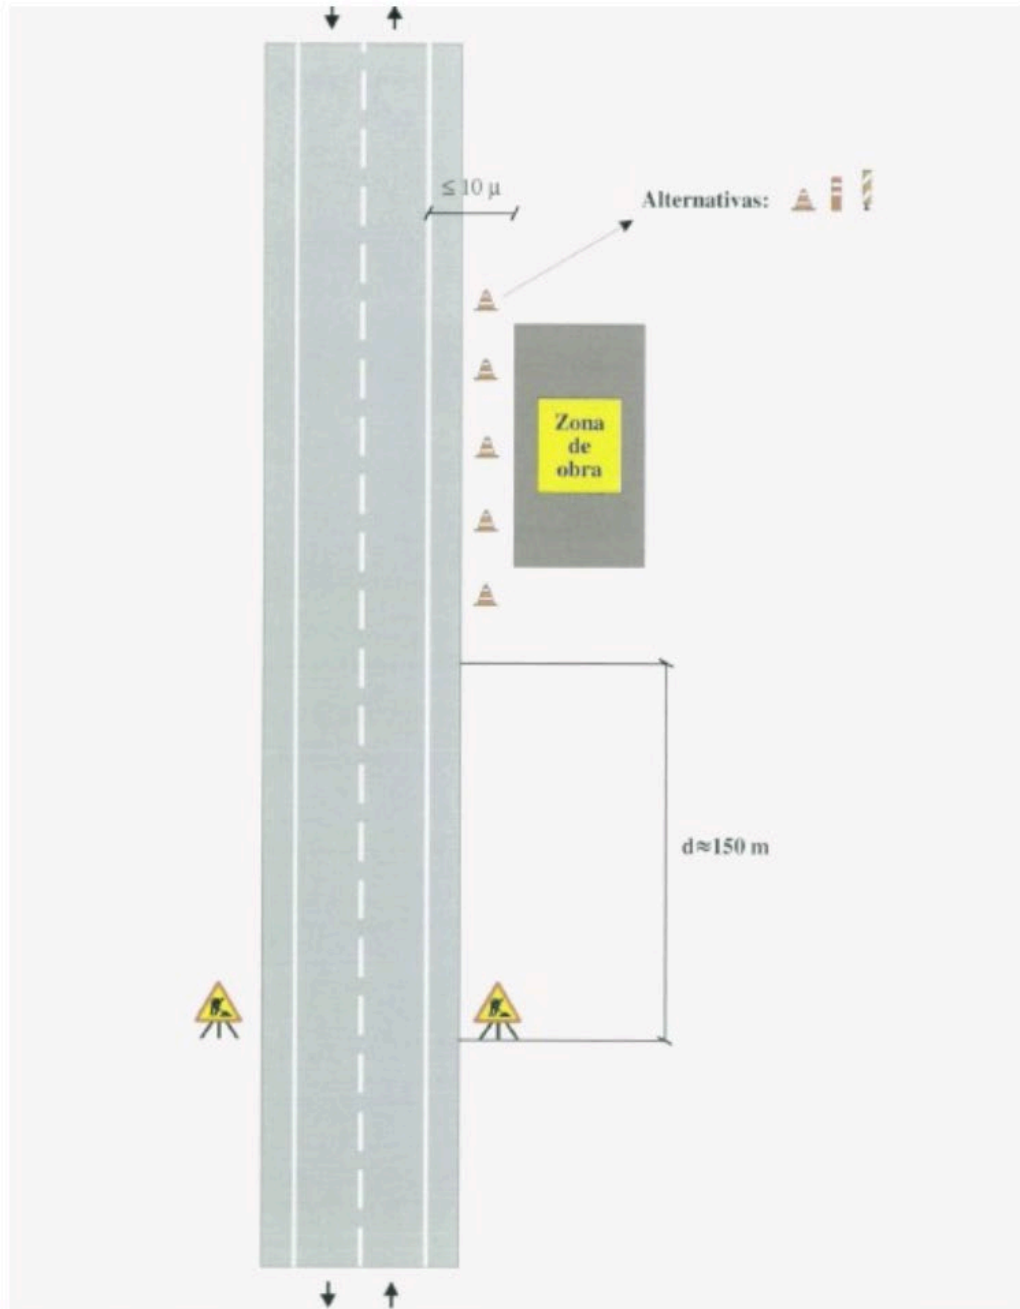 ≤ 10 μ
Alternativas:
Zona
de
obra
d≈150 m